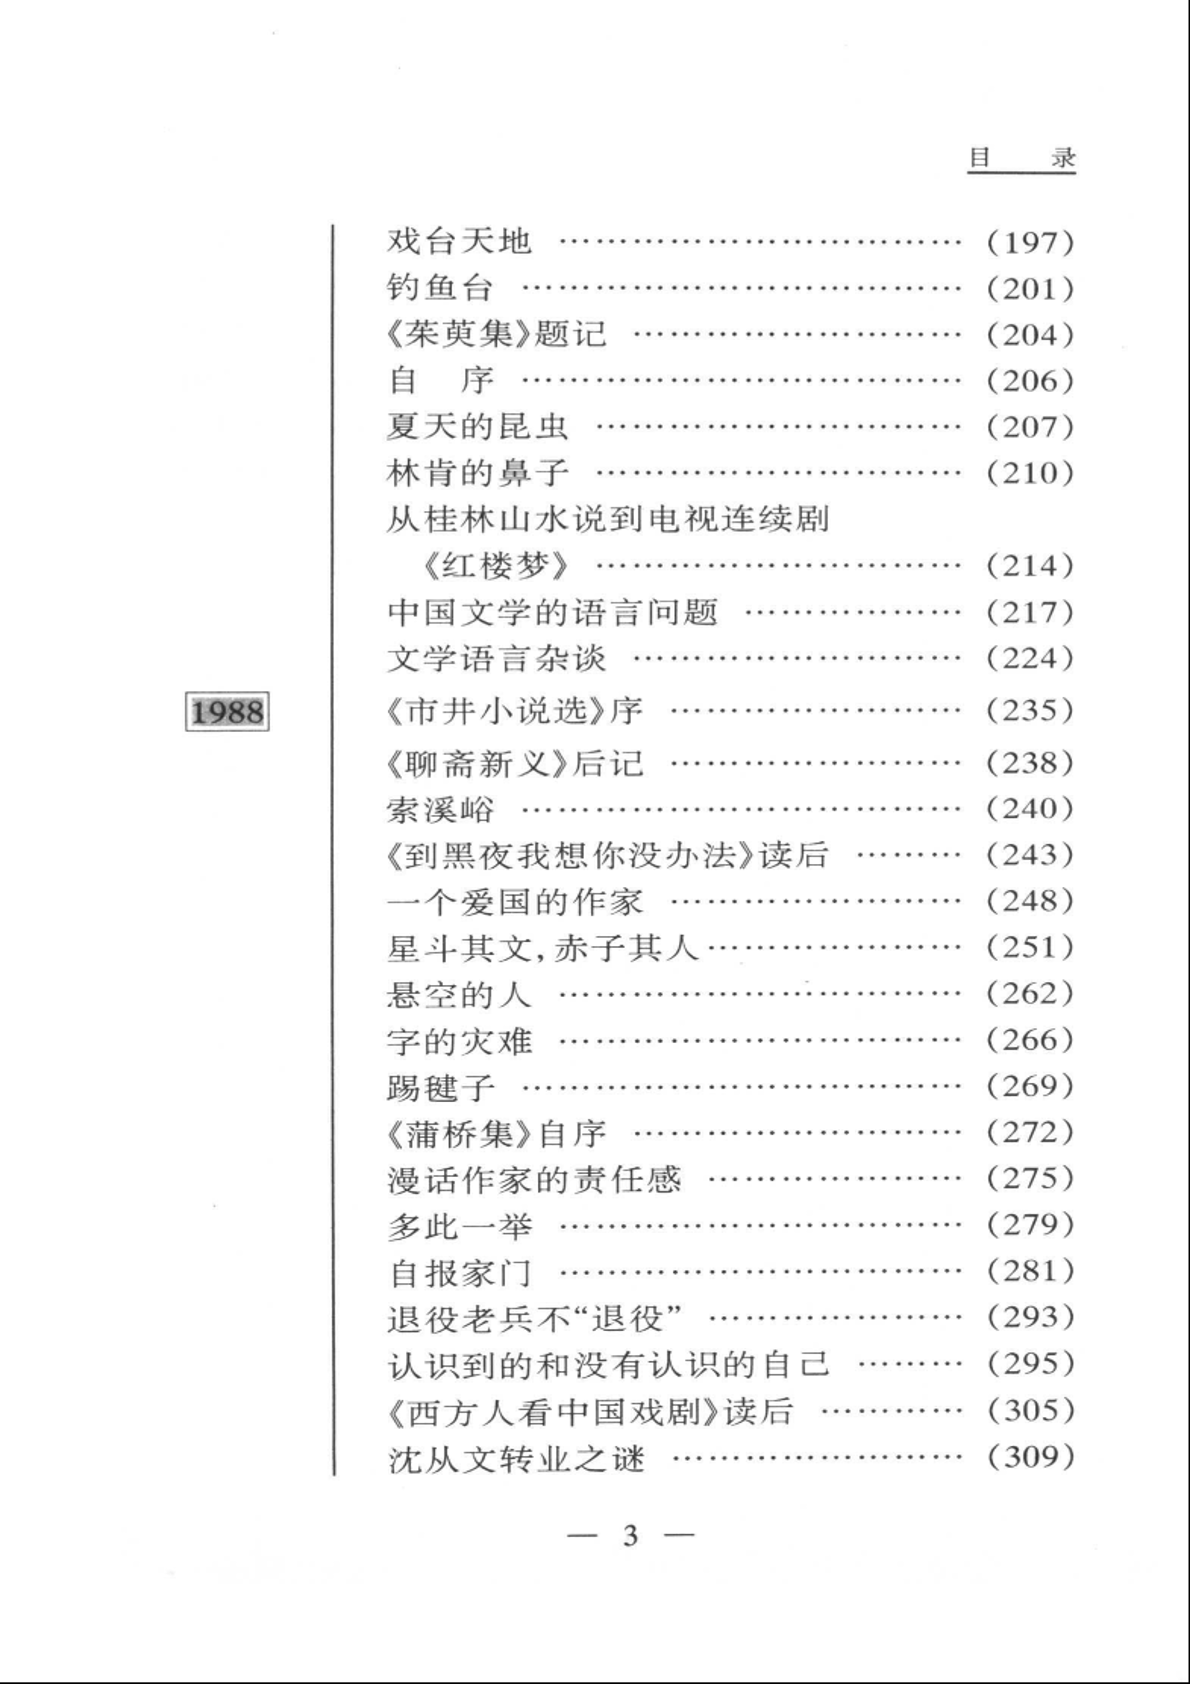 目　　录
戏台天地 ……………………………… (197)
钓鱼台 ………………………………… (201)
《茱萸集》题记 ………………………… (204)
自　序 ………………………………… (206)
夏天的昆虫 …………………………… (207)
林肯的鼻子 …………………………… (210)
从桂林山水说到电视连续剧
《红楼梦》 …………………………… (214)
中国文学的语言问题 ………………… (217)
文学语言杂谈 ………………………… (224)
1988 《市井小说选》序 ……………………… (235)
《聊斋新义》后记 ……………………… (238)
索溪峪 ………………………………… (240)
《到黑夜我想你没办法》读后 ……… (243)
一个爱国的作家 ……………………… (248)
星斗其文,赤子其人 ………………… (251)
悬空的人 ……………………………… (262)
字的灾难 ……………………………… (266)
踢毽子 ………………………………… (269)
《蒲桥集》自序 ………………………… (272)
漫话作家的责任感 …………………… (275)
多此一举 ……………………………… (279)
自报家门 ……………………………… (281)
退役老兵不“退役” …………………… (293)
认识到的和没有认识的自己 ……… (295)
《西方人看中国戏剧》读后 ………… (305)
沈从文转业之谜 ……………………… (309)
— 3 —